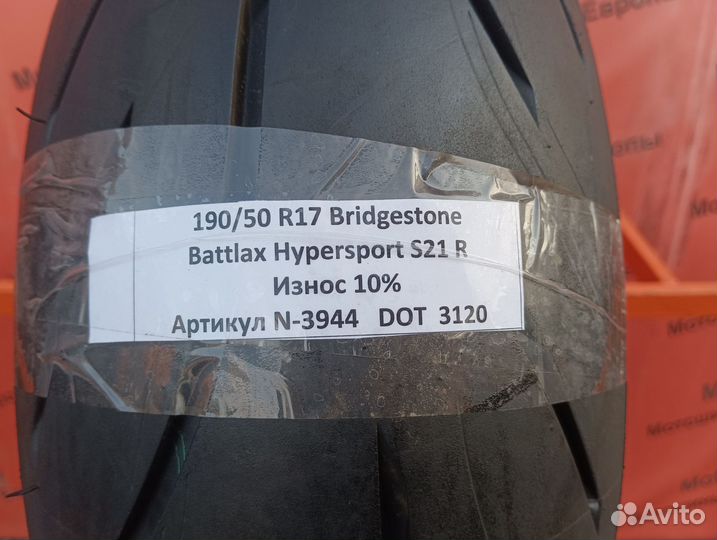 190/50 R17 Bridgestone
Battlax Hypersport S21 R
Износ 10%
Артикул N-3944 DOT 3120
Avito